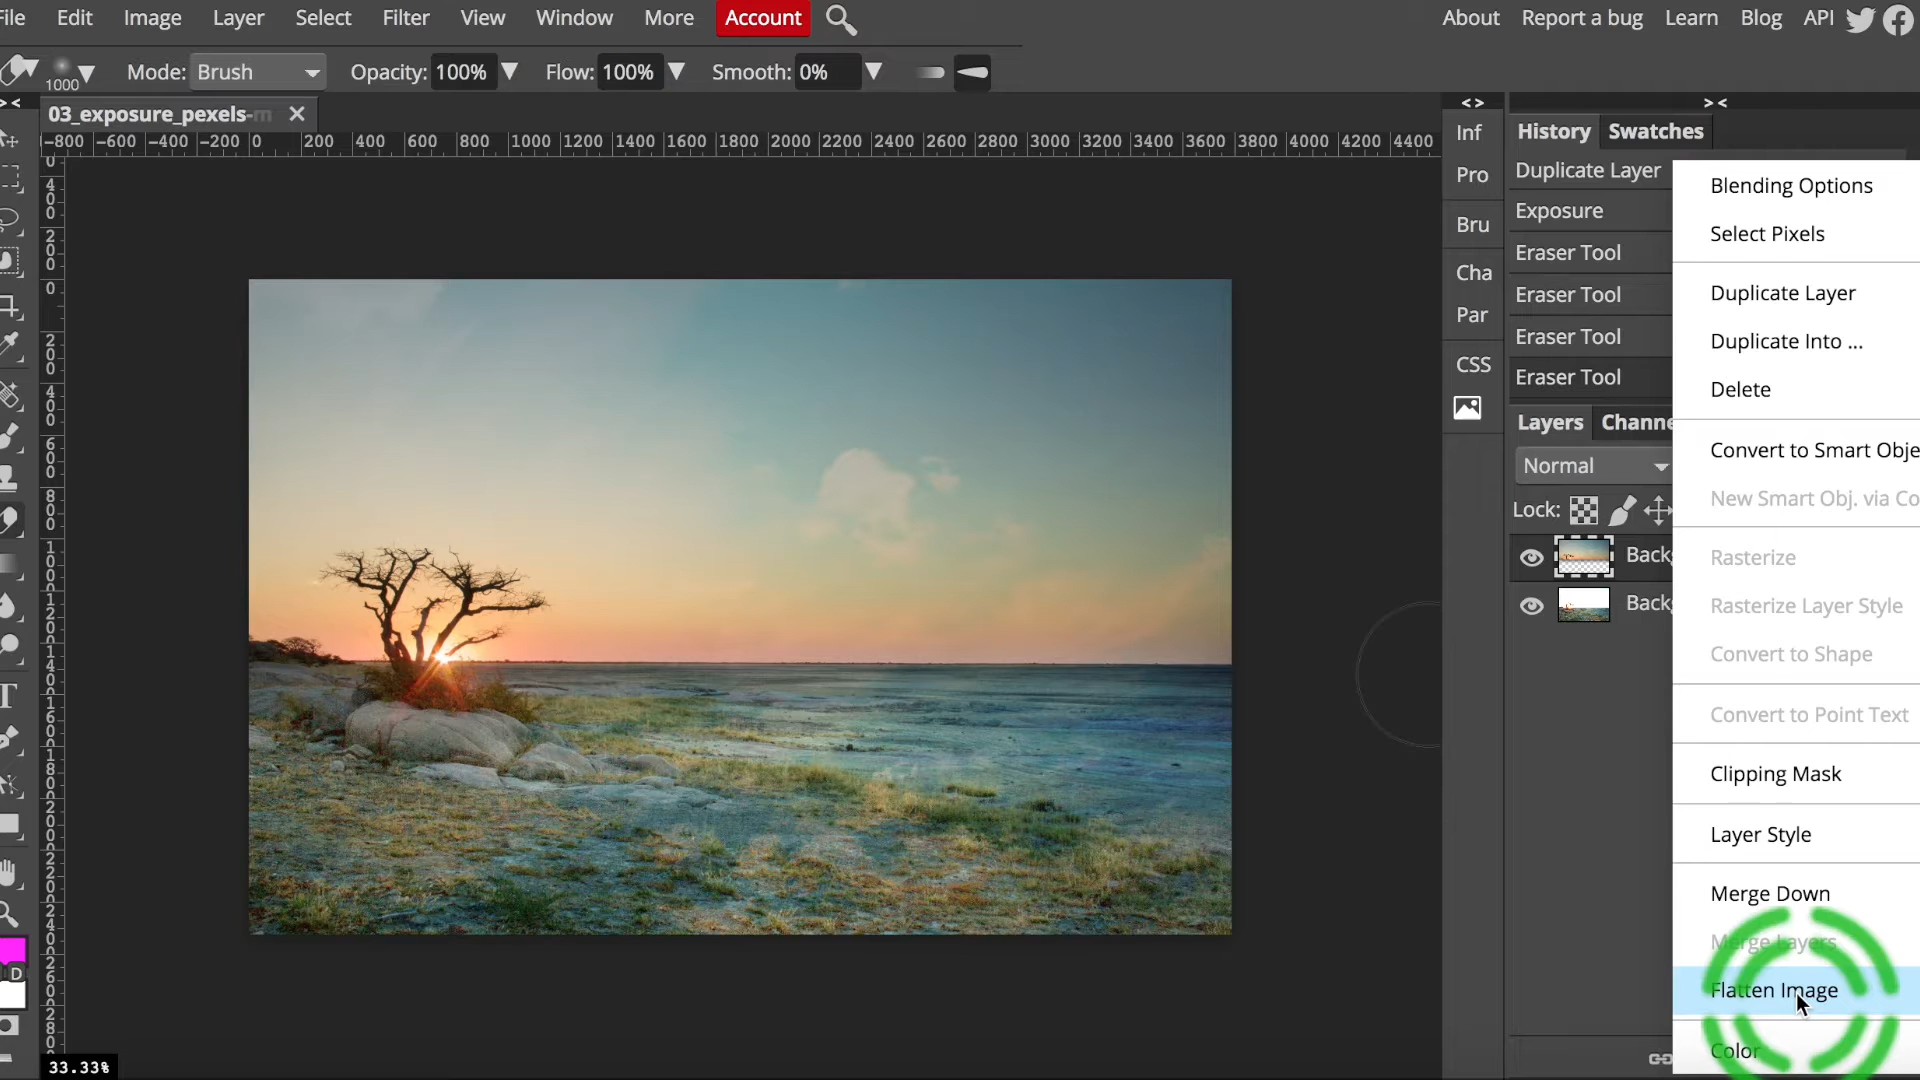 File Edit Image Layer Select Filter View Window More Account About Report a bug Learn Blog API
1000 Mode: Brush Opacity: 100% Flow: 100% Smooth: 0%
03_exposure_pexels-m
-800 -600 -400 -200 0 200 400 600 800 1000 1200 1400 1600 1800 2000 2200 2400 2600 2800 3000 3200 3400 3600 3800 4000 4200 4400
Inf
Pro
Bru
Cha
Par
CSS
History Swatches
Duplicate Layer
Exposure
Eraser Tool
Eraser Tool
Eraser Tool
Eraser Tool
Layers Channe
Normal
Lock:
Back
Back
Blending Options
Select Pixels
Duplicate Layer
Duplicate Into ...
Delete
Convert to Smart Obje
New Smart Obj. via Co
Rasterize
Rasterize Layer Style
Convert to Shape
Convert to Point Text
Clipping Mask
Layer Style
Merge Down
Merge Layers
Flatten Image
Color
D
33.33%